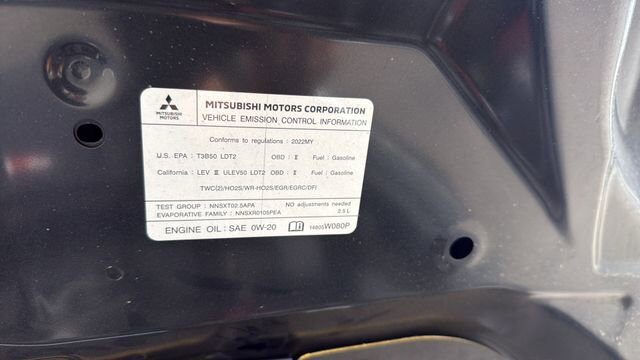 MITSUBISHI MOTORS
MITSUBISHI MOTORS CORPORATION
VEHICLE EMISSION CONTROL INFORMATION
Conforms to regulations : 2022MY
U.S. EPA : T3B50 LDT2 OBD : II Fuel : Gasoline
California : LEV III ULEV50 LDT2 OBD : II Fuel : Gasoline
TWC(2)/HO2S/WR-HO2S/EGR/EGRC/DFI
TEST GROUP : NNSXT02.5APA NO adjustments needed
EVAPORATIVE FAMILY : NNSXR0105PEA 2.5 L
ENGINE OIL : SAE 0W-20 14805W080P